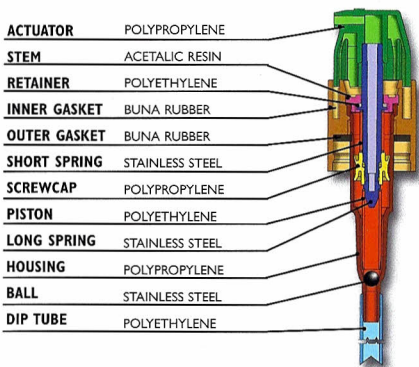 ACTUATOR POLYPROPYLENE
STEM ACETALIC RESIN
RETAINER POLYETHYLENE
INNER GASKET BUNA RUBBER
OUTER GASKET BUNA RUBBER
SHORT SPRING STAINLESS STEEL
SCREWCAP POLYPROPYLENE
PISTON POLYETHYLENE
LONG SPRING STAINLESS STEEL
HOUSING POLYPROPYLENE
BALL STAINLESS STEEL
DIP TUBE POLYETHYLENE